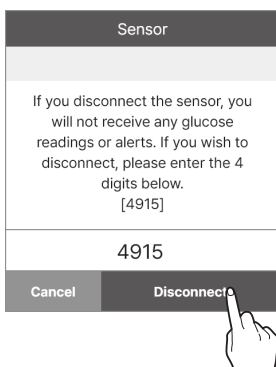 Sensor
If you disconnect the sensor, you
will not receive any glucose
readings or alerts. If you wish to
disconnect, please enter the 4
digits below.
[4915]
4915
Cancel
Disconnect